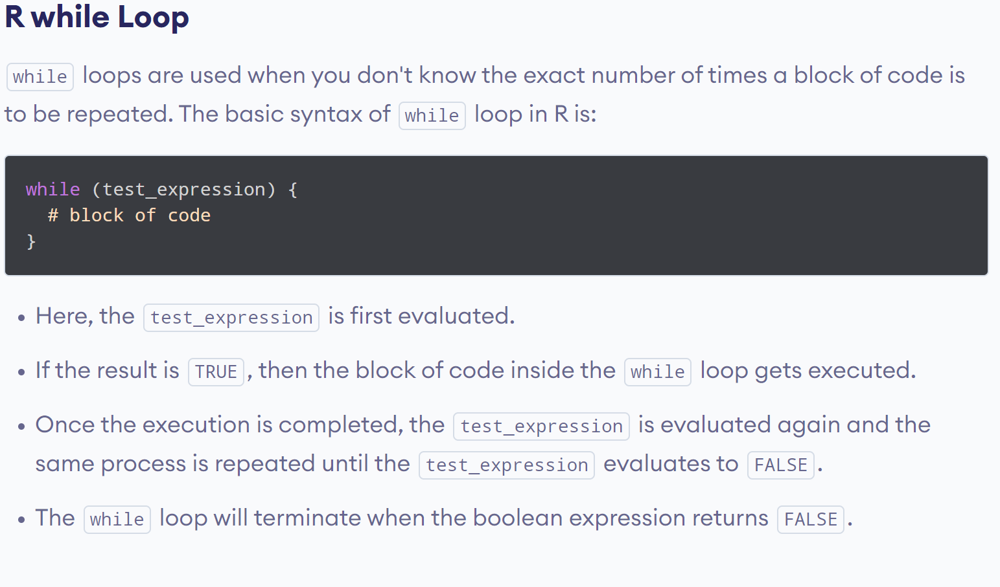 R while Loop
while loops are used when you don't know the exact number of times a block of code is
to be repeated. The basic syntax of while loop in R is:
while (test_expression) {
  # block of code
}
• Here, the test_expression is first evaluated.
• If the result is TRUE, then the block of code inside the while loop gets executed.
• Once the execution is completed, the test_expression is evaluated again and the
same process is repeated until the test_expression evaluates to FALSE.
• The while loop will terminate when the boolean expression returns FALSE.